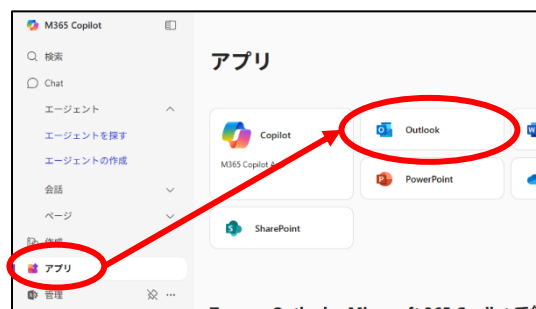 M365 Copilot
検索
Chat
エージェント
エージェントを探す
エージェントの作成
会話
ページ
作成
アプリ
管理
アプリ
Copilot
M365 Copilot
Outlook
PowerPoint
SharePoint